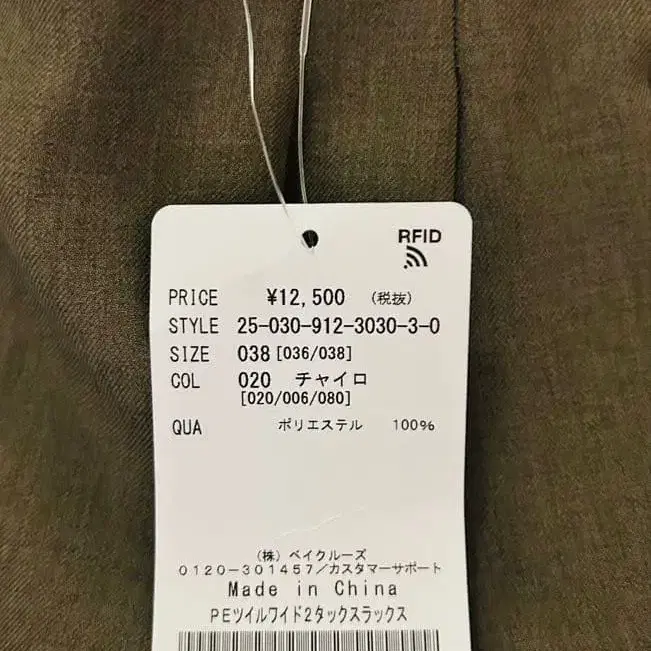 RFID
PRICE ¥12,500 (税抜)
STYLE 25-030-912-3030-3-0
SIZE 038 [036/038]
COL 020 チャイロ
[020/006/080]
QUA ポリエステル 100%
(株) ベイクルーズ
0120-301457/カスタマーサポート
Made in China
PEツイルワイド2タックスラックス